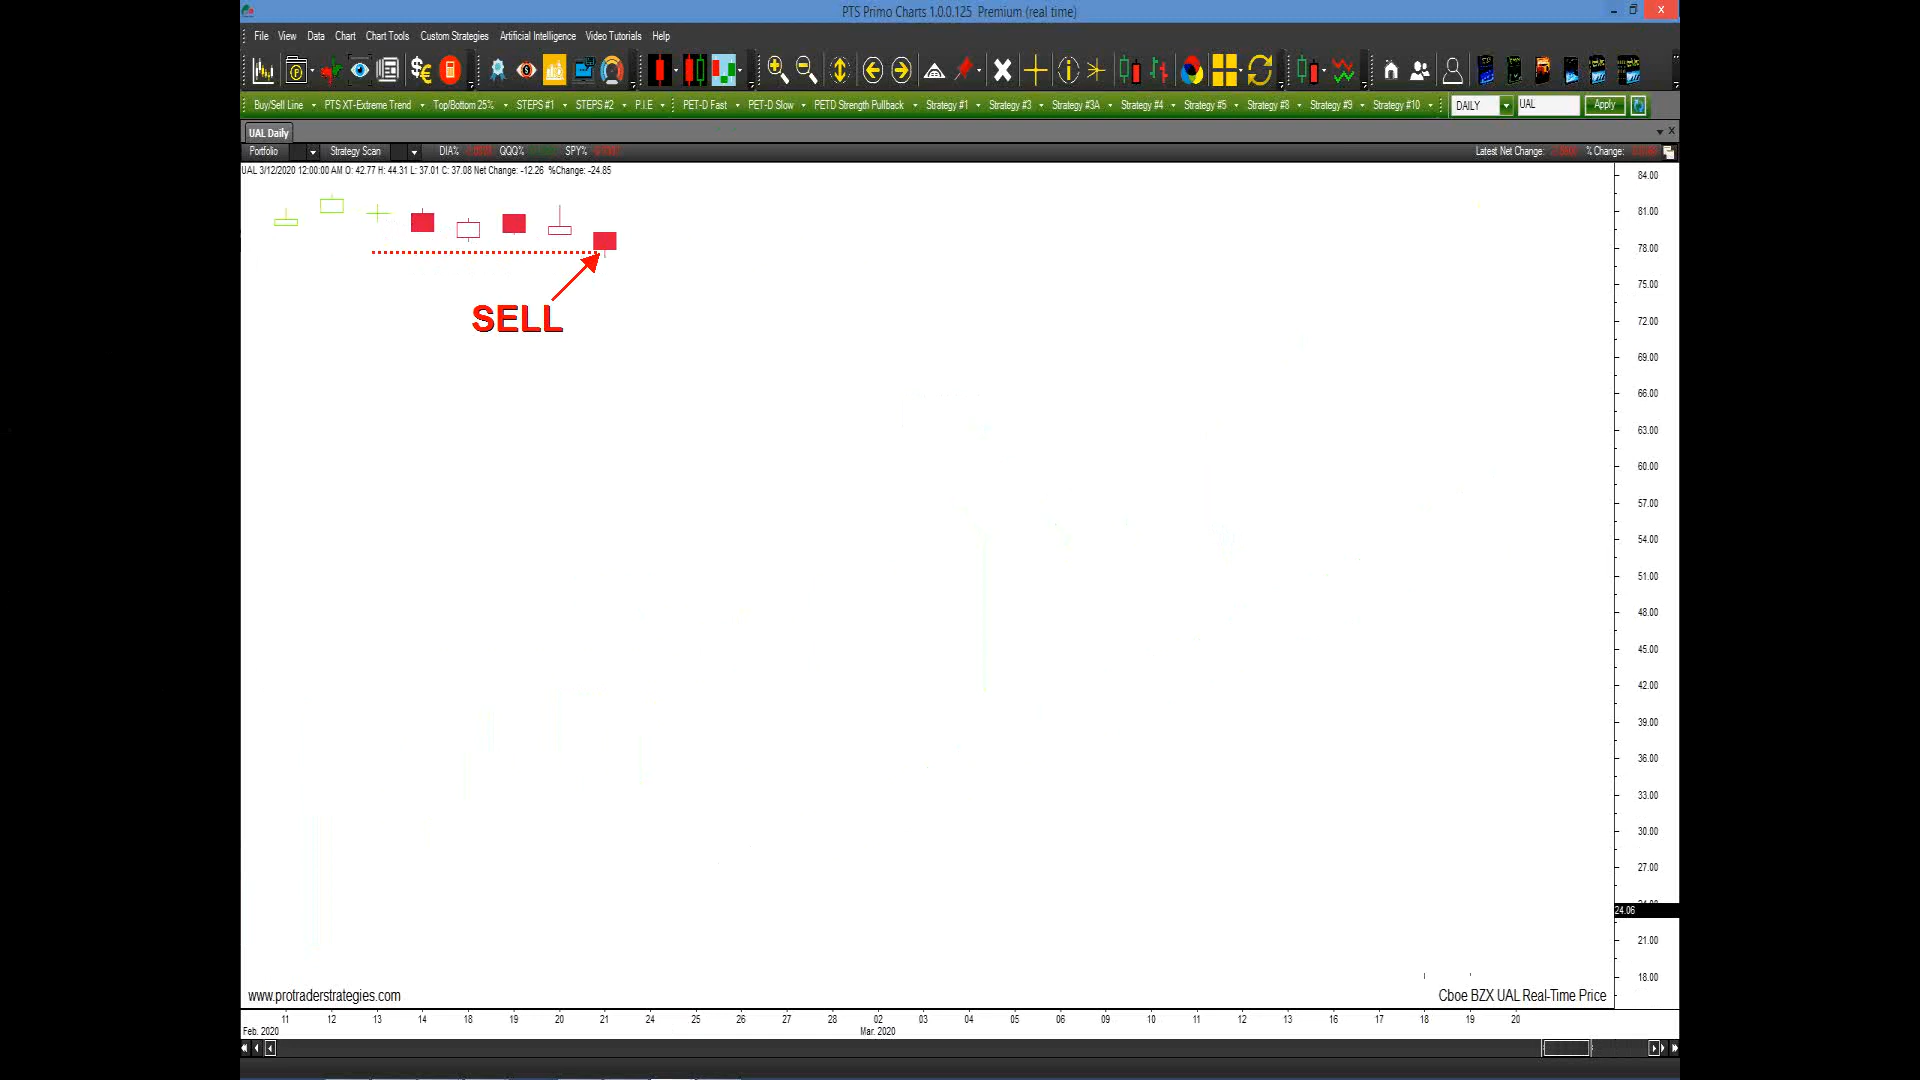 PTS Primo Charts 1.0.0.125 Premium (real time)
File View Data Chart Chart Tools Custom Strategies Artificial Intelligence Video Tutorials Help
Buy/Sell Line PTS XT-Extreme Trend Top/Bottom 25% STEPS #1 STEPS #2 P.I.E PET-D Fast PET-D Slow PETD Strength Pullback Strategy #1 Strategy #3 Strategy #3A Strategy #4 Strategy #5 Strategy #8 Strategy #9 Strategy #10 DAILY UAL Apply
UAL Daily
Portfolio Strategy Scan DIA% QQQ% SPY% Latest Net Change: % Change:
UAL 3/12/2020 12:00:00 AM O: 42.77 H: 44.31 L: 37.01 C: 37.08 Net Change: -12.26 %Change: -24.85
84.00
81.00
78.00
75.00
SELL
72.00
69.00
66.00
63.00
60.00
57.00
54.00
51.00
48.00
45.00
42.00
39.00
36.00
33.00
30.00
27.00
24.06
21.00
18.00
www.protraderstrategies.com Cboe BZX UAL Real-Time Price
11 12 13 14 18 19 20 21 24 25 26 27 28 02 03 04 05 06 09 10 11 12 13 16 17 18 19 20
Feb. 2020 Mar. 2020